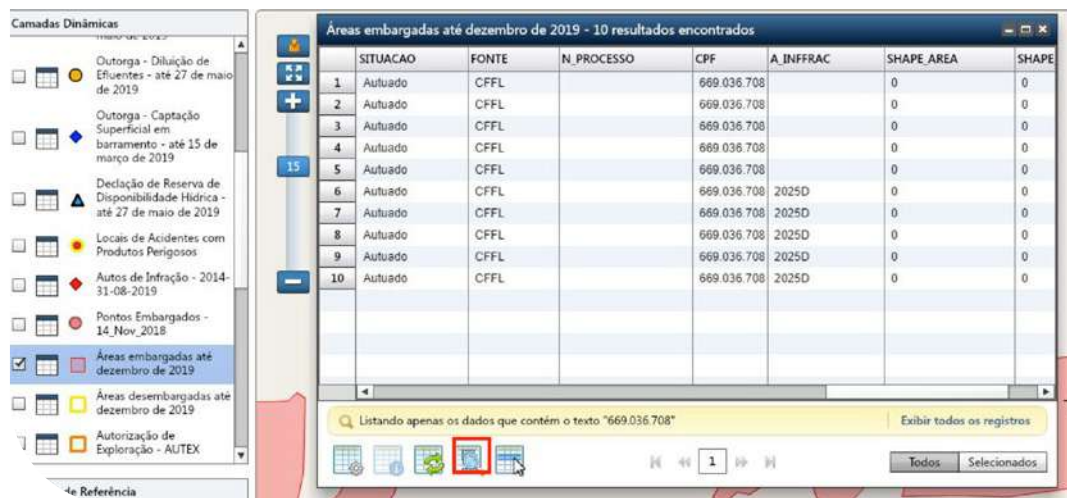 Camadas Dinâmicas
maio de 2019
Outorga - Diluição de
Efluentes - até 27 de maio
de 2019
Outorga - Captação
Superficial em
barramento - até 15 de
março de 2019
Declação de Reserva de
Disponibilidade Hídrica -
até 27 de maio de 2019
Locais de Acidentes com
Produtos Perigosos
Autos de Infração - 2014-
31-08-2019
Pontos Embargados -
14_Nov_2018
Áreas embargadas até
dezembro de 2019
Áreas desembargadas até
dezembro de 2019
Autorização de
Exploração - AUTEX
de Referência
15
Áreas embargadas até dezembro de 2019 - 10 resultados encontrados
SITUACAO FONTE N_PROCESSO CPF A_INFFRAC SHAPE_AREA SHAPE
1 Autuado CFFL 669.036.708 0 0
2 Autuado CFFL 669.036.708 0 0
3 Autuado CFFL 669.036.708 0 0
4 Autuado CFFL 669.036.708 0 0
5 Autuado CFFL 669.036.708 0 0
6 Autuado CFFL 669.036.708 2025D 0 0
7 Autuado CFFL 669.036.708 2025D 0 0
8 Autuado CFFL 669.036.708 2025D 0 0
9 Autuado CFFL 669.036.708 2025D 0 0
10 Autuado CFFL 669.036.708 2025D 0 0
Listando apenas os dados que contém o texto "669.036.708" Exibir todos os registros
1 Todos Selecionados